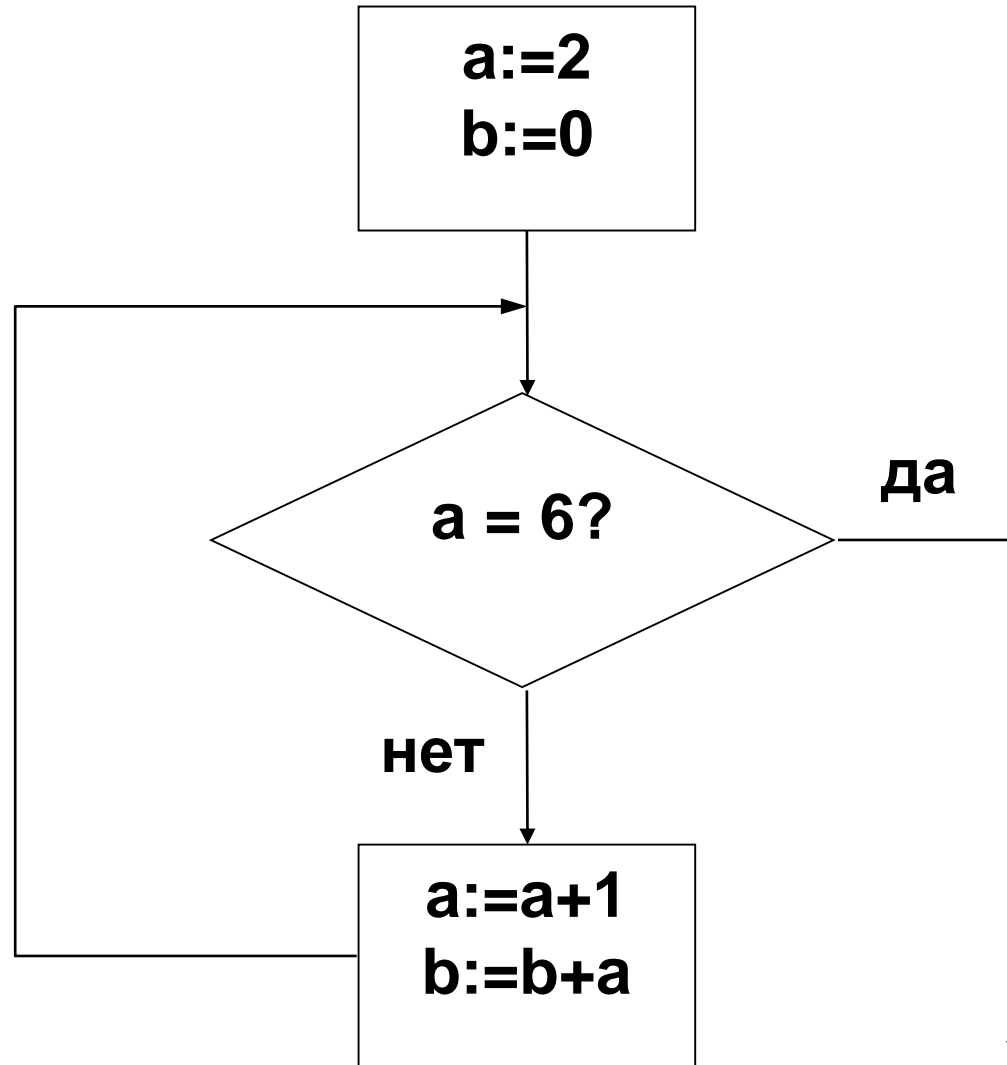 a:=2
b:=0
a = 6?
да
нет
a:=a+1
b:=b+a